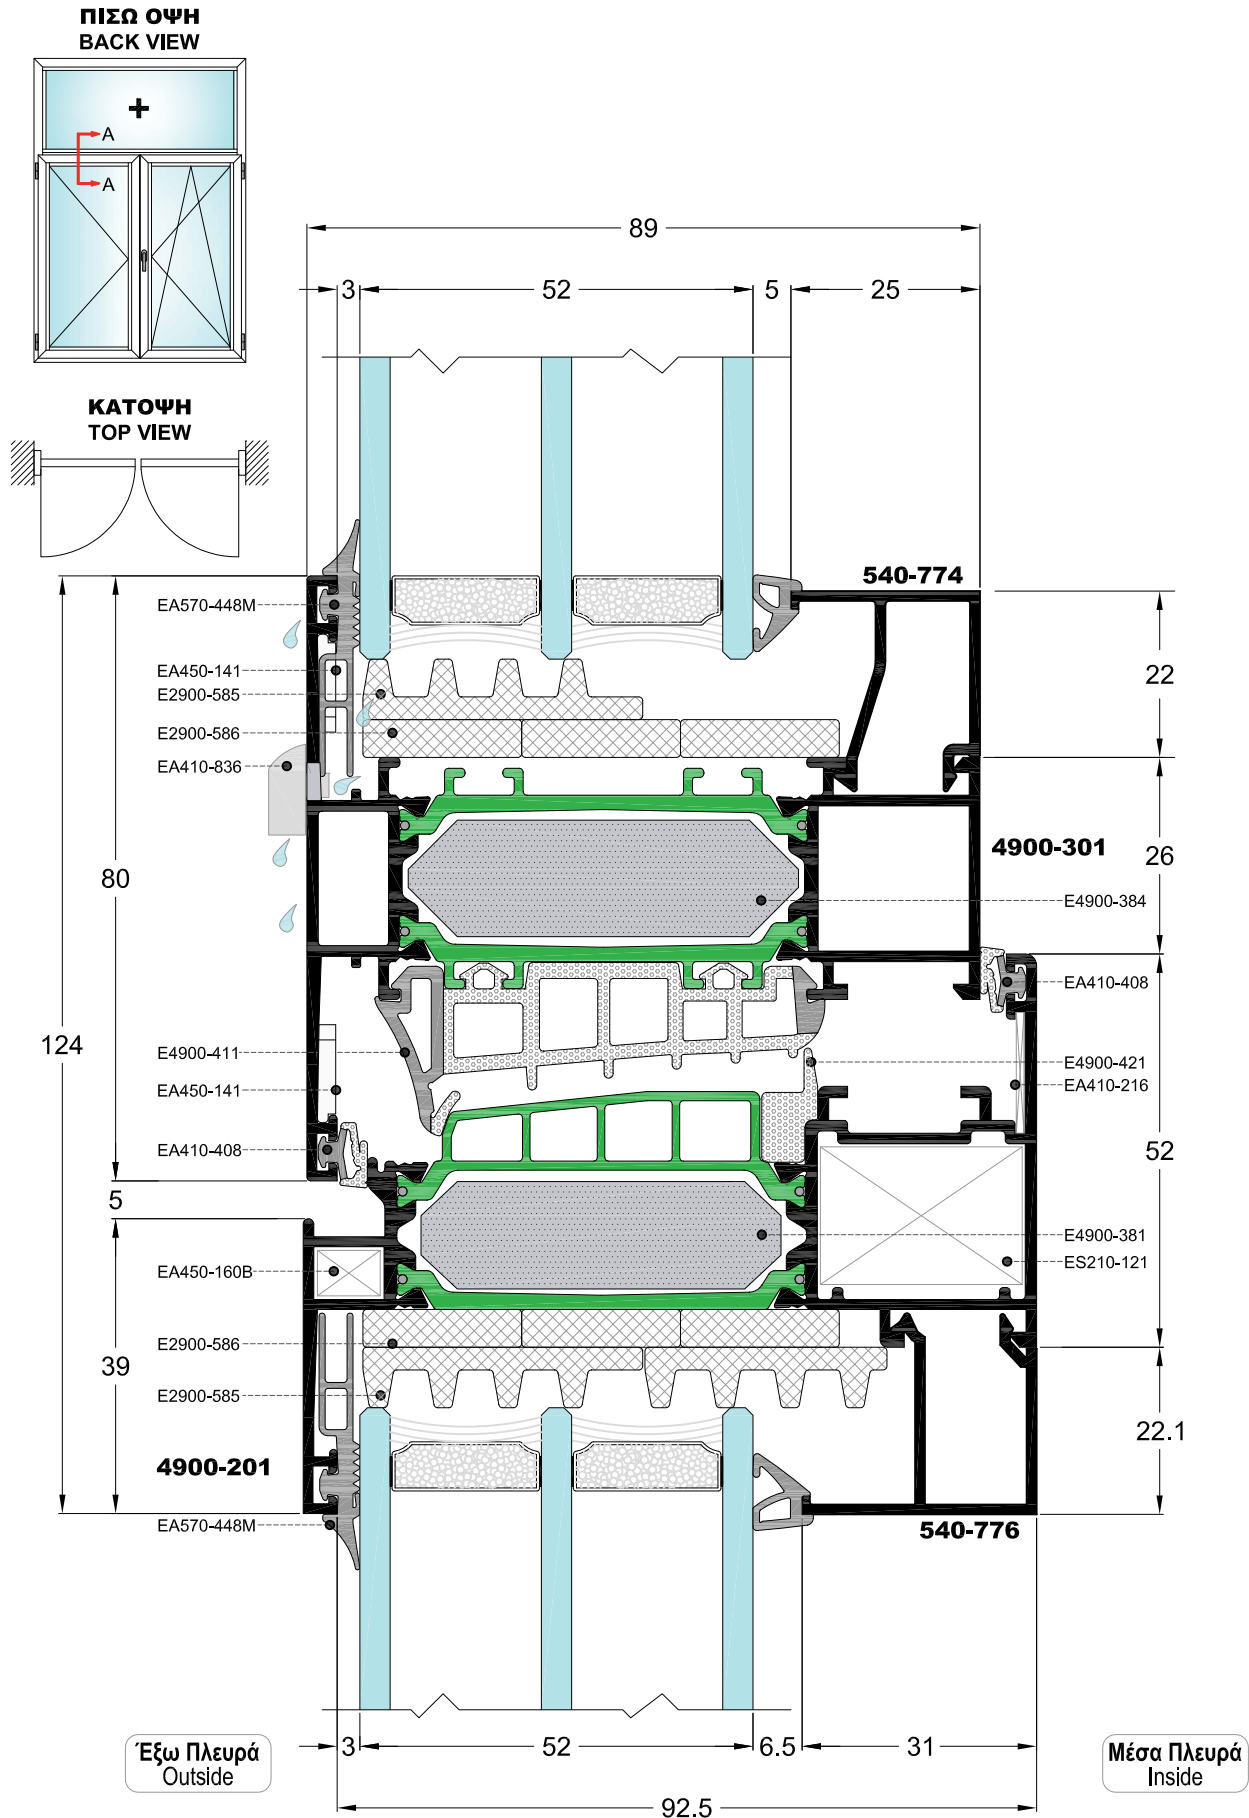 ΠΙΣΩ ΟΨΗ
BACK VIEW
+
A
A
ΚΑΤΟΨΗ
TOP VIEW
89
3
52
5
25
540-774
EA570-448M
EA450-141
E2900-585
E2900-586
EA410-836
22
4900-301
26
80
E4900-384
EA410-408
124
E4900-411
E4900-421
EA450-141
EA410-216
EA410-408
52
5
E4900-381
EA450-160B
ES210-121
E2900-586
39
E2900-585
22.1
4900-201
EA570-448M
540-776
3
52
6.5
31
Έξω Πλευρά
Outside
Μέσα Πλευρά
Inside
92.5